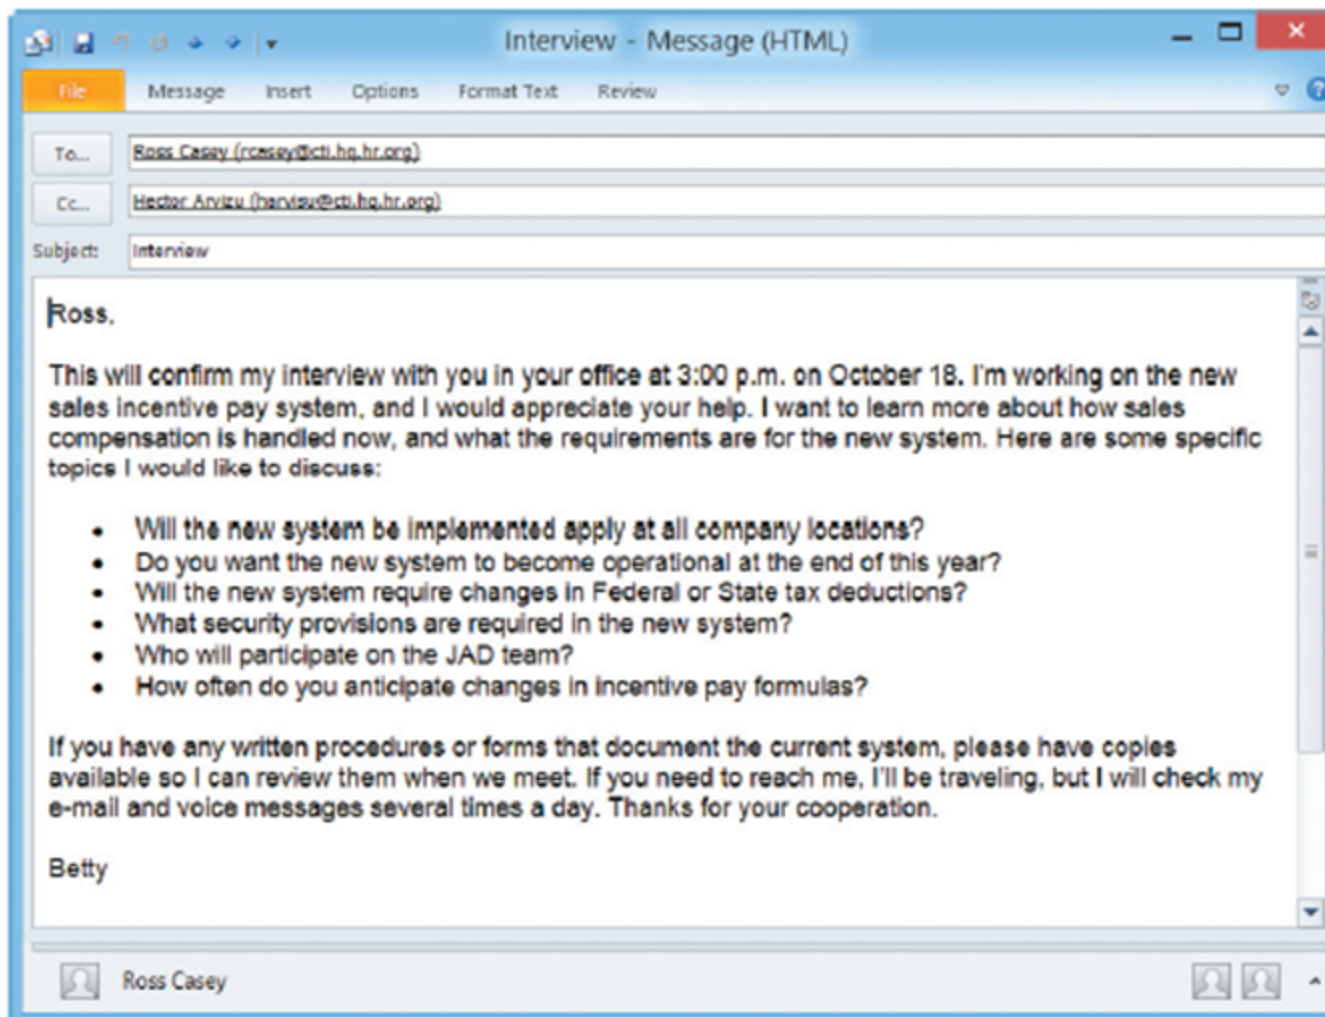 Interview - Message (HTML)
File Message Insert Options Format Text Review
To... Ross Casey (rcasey@cti.hq.hr.org)
Cc... Hector Arvizu (harvisu@cti.hq.hr.org)
Subject: Interview
Ross,
This will confirm my interview with you in your office at 3:00 p.m. on October 18. I'm working on the new
sales incentive pay system, and I would appreciate your help. I want to learn more about how sales
compensation is handled now, and what the requirements are for the new system. Here are some specific
topics I would like to discuss:
• Will the new system be implemented apply at all company locations?
• Do you want the new system to become operational at the end of this year?
• Will the new system require changes in Federal or State tax deductions?
• What security provisions are required in the new system?
• Who will participate on the JAD team?
• How often do you anticipate changes in incentive pay formulas?
If you have any written procedures or forms that document the current system, please have copies
available so I can review them when we meet. If you need to reach me, I'll be traveling, but I will check my
e-mail and voice messages several times a day. Thanks for your cooperation.
Betty
Ross Casey